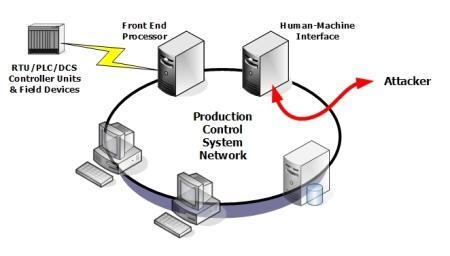 Front End
Processor
Human-Machine
Interface
RTU/PLC/DCS
Controller Units
& Field Devices
Attacker
Production
Control
System
Network